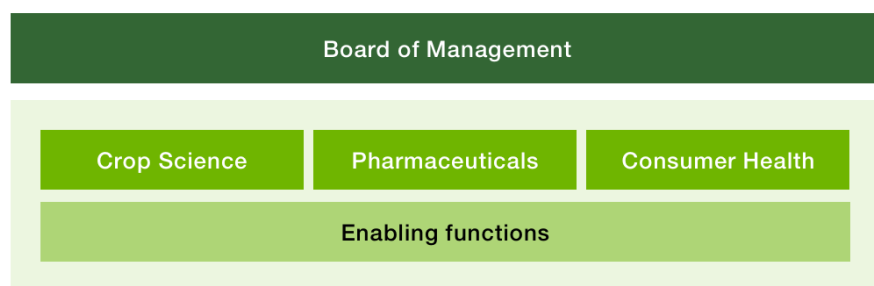 Board of Management
Crop Science
Pharmaceuticals
Consumer Health
Enabling functions